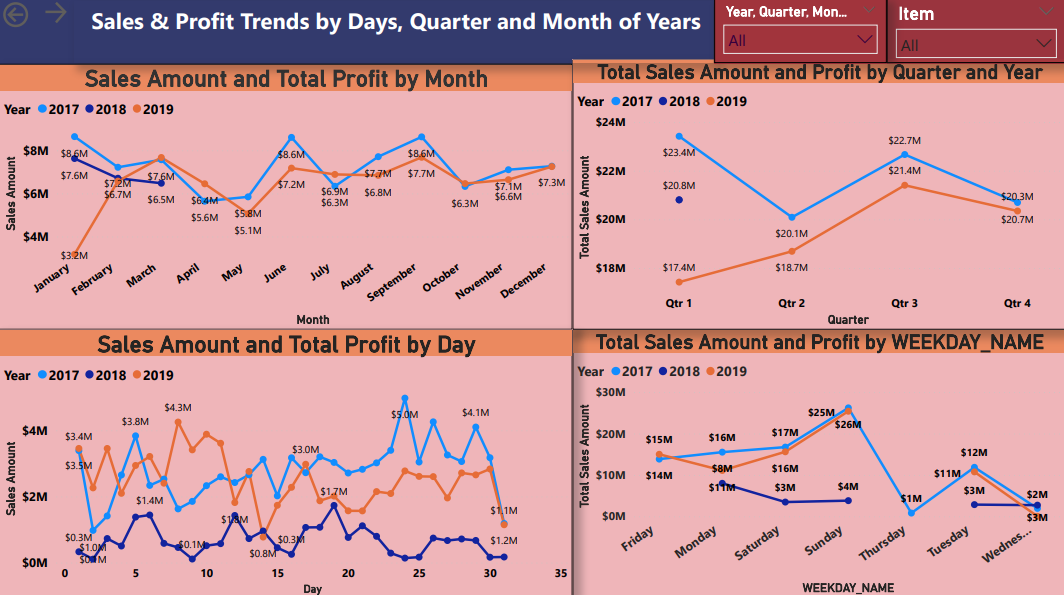 Sales & Profit Trends by Days, Quarter and Month of Years
Year, Quarter, Mon...
All
Item
All
Sales Amount and Total Profit by Month
Year 2017 2018 2019
Sales Amount
$8M
$6M
$4M
$8.6M
$7.6M
$3.2M
$7.2M
$6.7M
$7.6M
$6.5M
$6.4M
$5.6M
$5.8M
$5.1M
$8.6M
$7.2M
$6.9M
$6.3M
$7.7M
$6.8M
$8.6M
$7.7M
$6.3M
$7.1M
$6.6M
$7.3M
January
February
March
April
May
June
July
August
September
October
November
December
Month
Total Sales Amount and Profit by Quarter and Year
Year 2017 2018 2019
Total Sales Amount
$24M
$22M
$20M
$18M
$23.4M
$20.8M
$17.4M
$20.1M
$18.7M
$22.7M
$21.4M
$20.3M
$20.7M
Qtr 1
Qtr 2
Qtr 3
Qtr 4
Quarter
Sales Amount and Total Profit by Day
Year 2017 2018 2019
Sales Amount
$4M
$2M
$0M
$3.4M
$3.5M
$0.3M
$1.0M
$3.8M
$1.4M
$4.3M
$0.1M
$0.8M
$0.3M
$3.0M
$1.7M
$5.0M
$4.1M
$1.1M
$1.2M
0 5 10 15 20 25 30 35
Day
Total Sales Amount and Profit by WEEKDAY_NAME
Year 2017 2018 2019
Total Sales Amount
$30M
$20M
$10M
$0M
$15M
$14M
$16M
$8M
$11M
$17M
$16M
$3M
$25M
$26M
$4M
$1M
$12M
$11M
$3M
$2M
$3M
Friday
Monday
Saturday
Sunday
Thursday
Tuesday
Wednes...
WEEKDAY_NAME